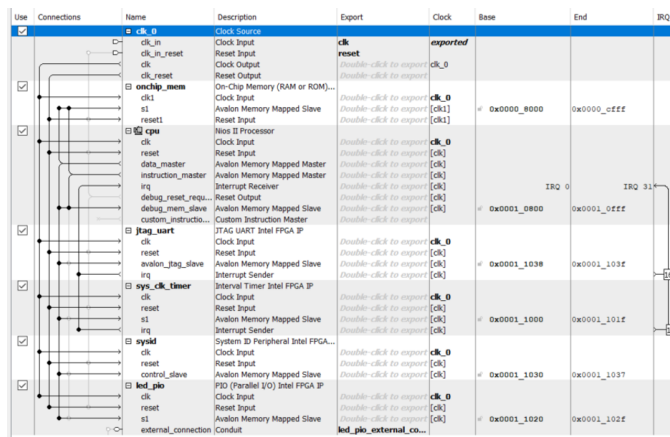 Use Connections Name Description Export Clock Base End IRQ
clk_0 Clock Source
clk_in Clock Input clk exported
clk_in_reset Reset Input reset
clk Clock Output Double-click to export clk_0
clk_reset Reset Output Double-click to export
onchip_mem On-Chip Memory (RAM or ROM)...
clk1 Clock Input Double-click to export clk_0
s1 Avalon Memory Mapped Slave Double-click to export [clk1] 0x0000_8000 0x0000_cfff
reset1 Reset Input Double-click to export [clk1]
cpu Nios II Processor
clk Clock Input Double-click to export clk_0
reset Reset Input Double-click to export [clk]
data_master Avalon Memory Mapped Master Double-click to export [clk]
instruction_master Avalon Memory Mapped Master Double-click to export [clk]
irq Interrupt Receiver Double-click to export [clk] IRQ 0 IRQ 31
debug_reset_requ... Reset Output Double-click to export [clk]
debug_mem_slave Avalon Memory Mapped Slave Double-click to export [clk] 0x0001_0800 0x0001_0fff
custom_instructio... Custom Instruction Master Double-click to export
jtag_uart JTAG UART Intel FPGA IP
clk Clock Input Double-click to export clk_0
reset Reset Input Double-click to export [clk]
avalon_jtag_slave Avalon Memory Mapped Slave Double-click to export [clk] 0x0001_1038 0x0001_103f
irq Interrupt Sender Double-click to export [clk]
sys_clk_timer Interval Timer Intel FPGA IP
clk Clock Input Double-click to export clk_0
reset Reset Input Double-click to export [clk]
s1 Avalon Memory Mapped Slave Double-click to export [clk] 0x0001_1000 0x0001_101f
irq Interrupt Sender Double-click to export [clk]
sysid System ID Peripheral Intel FPGA...
clk Clock Input Double-click to export clk_0
reset Reset Input Double-click to export [clk]
control_slave Avalon Memory Mapped Slave Double-click to export [clk] 0x0001_1030 0x0001_1037
led_pio PIO (Parallel I/O) Intel FPGA IP
clk Clock Input Double-click to export clk_0
reset Reset Input Double-click to export [clk]
s1 Avalon Memory Mapped Slave Double-click to export [clk] 0x0001_1020 0x0001_102f
external_connection Conduit led_pio_external_co...